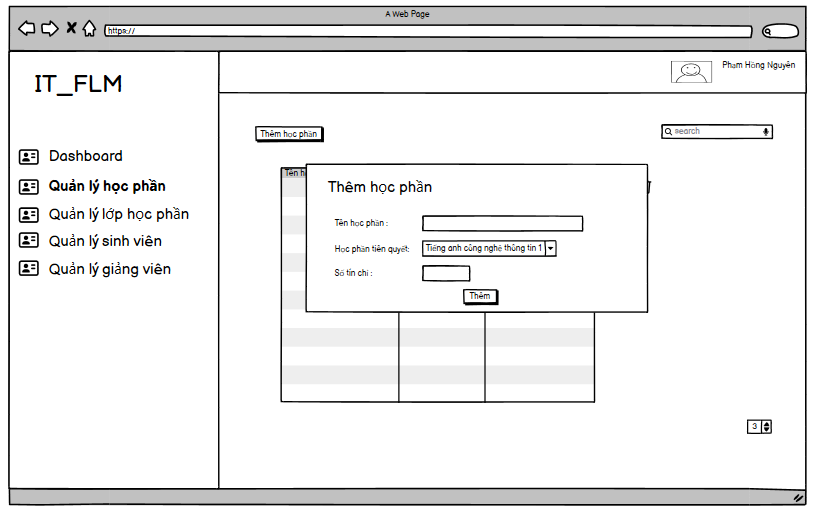 A Web Page
https://
IT_FLM
Phạm Hồng Nguyên
Thêm học phần
search
Dashboard
Quản lý học phần
Quản lý lớp học phần
Quản lý sinh viên
Quản lý giảng viên
Tên h
Thêm học phần
Tên học phần :
Học phần tiên quyết:
Tiếng anh công nghệ thông tin 1
Số tín chỉ :
Thêm
3